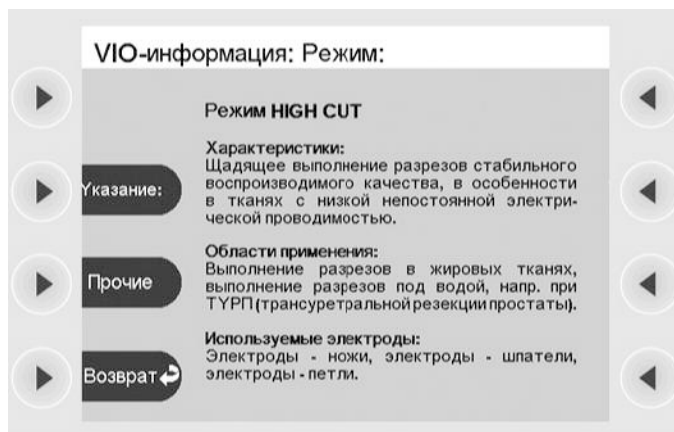 VIO-информация: Режим:
Режим HIGH CUT
Характеристики:
Щадящее выполнение разрезов стабильного
воспроизводимого качества, в особенности
в тканях с низкой непостоянной электри-
ческой проводимостью.
Указание:
Области применения:
Выполнение разрезов в жировых тканях,
выполнение разрезов под водой, напр. при
ТУРП (трансуретральной резекции простаты).
Прочие
Используемые электроды:
Электроды - ножи, электроды - шпатели,
электроды - петли.
Возврат